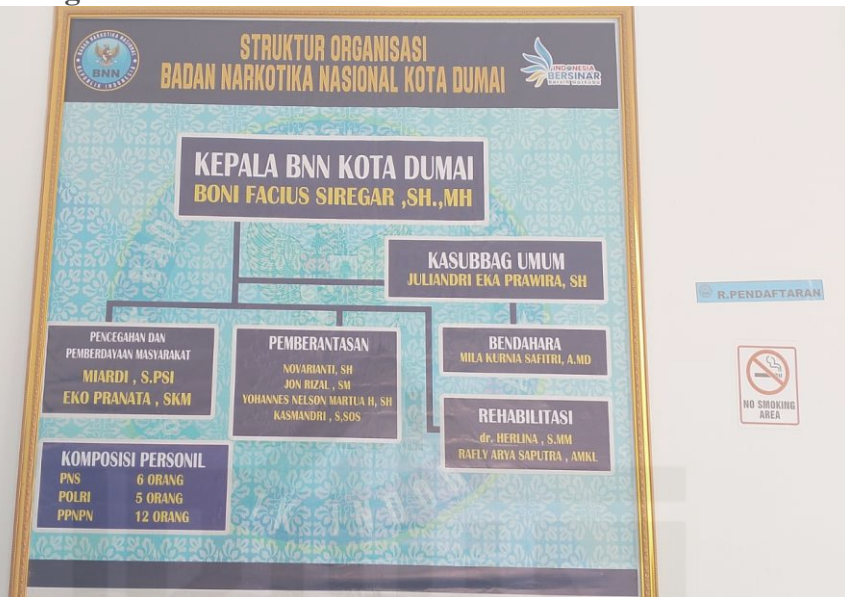 STRUKTUR ORGANISASI
BADAN NARKOTIKA NASIONAL KOTA DUMAI
BNN
INDONESIA
BERSINAR
KEPALA BNN KOTA DUMAI
BONI FACIUS SIREGAR ,SH.,MH
KASUBBAG UMUM
JULIANDRI EKA PRAWIRA, SH
PENCEGAHAN DAN
PEMBERDAYAAN MASYARAKAT
MIARDI , S.PSI
EKO PRANATA , SKM
PEMBERANTASAN
NOVARIANTI, SH
JON RIZAL , SM
YOHANNES NELSON MARTUA H, SH
KASMANDRI , S,SOS
BENDAHARA
MILA KURNIA SAFITRI, A.MD
REHABILITASI
dr. HERLINA , S.MM
RAFLY ARYA SAPUTRA , AMKL
KOMPOSISI PERSONIL
PNS 6 ORANG
POLRI 5 ORANG
PPNPN 12 ORANG
R.PENDAFTARAN
NO SMOKING
AREA